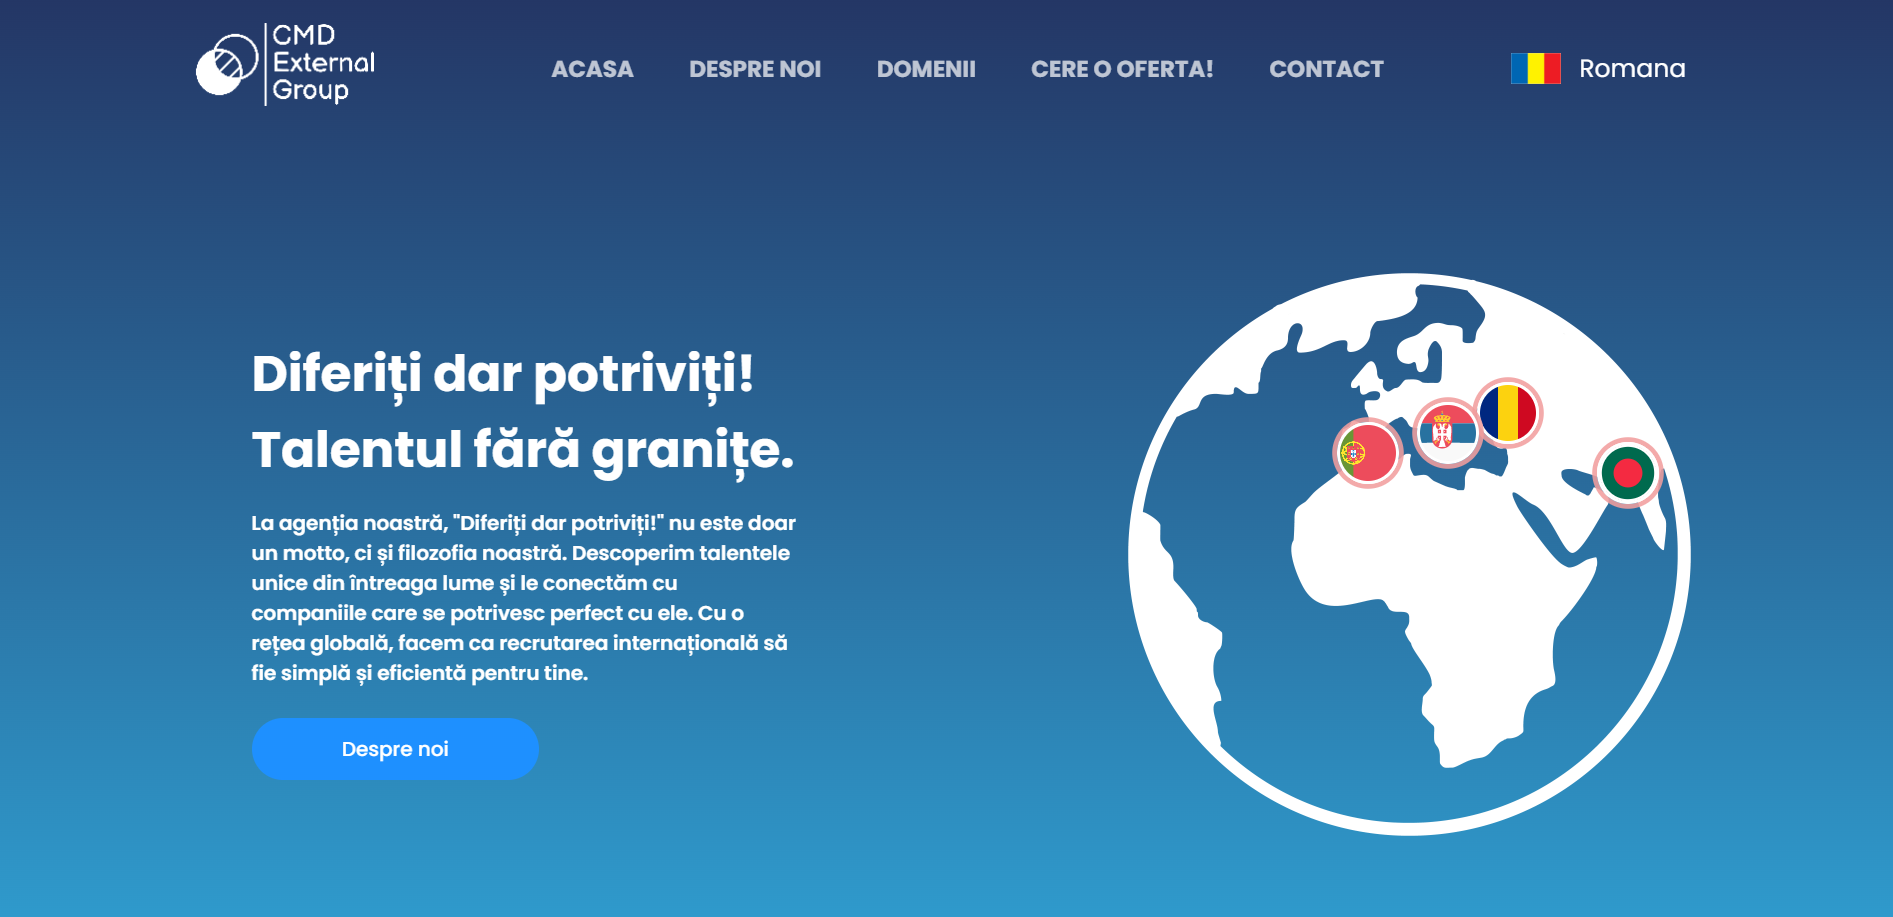 CMD
External
Group
ACASA
DESPRE NOI
DOMENII
CERE O OFERTA!
CONTACT
Romana
Diferiți dar potriviți!
Talentul fără granițe.
La agenția noastră, "Diferiți dar potriviți!" nu este doar
un motto, ci și filozofia noastră. Descoperim talentele
unice din întreaga lume și le conectăm cu
companiile care se potrivesc perfect cu ele. Cu o
rețea globală, facem ca recrutarea internațională să
fie simplă și eficientă pentru tine.
Despre noi